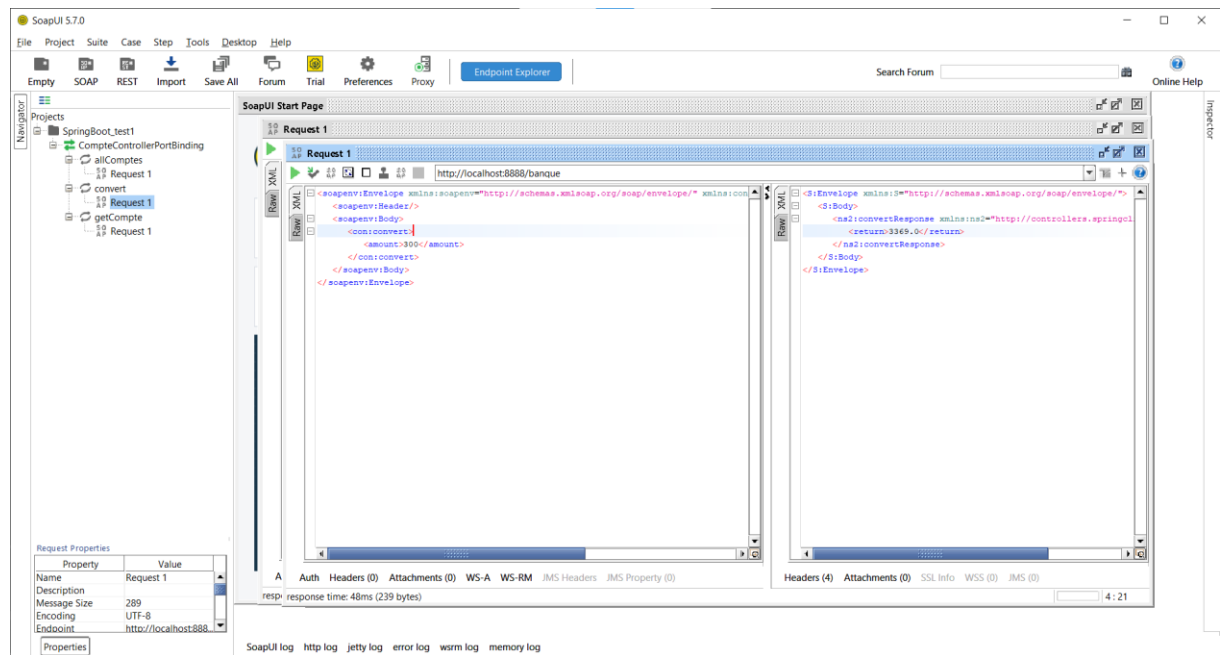 SoapUI 5.7.0
File Project Suite Case Step Tools Desktop Help
Empty SOAP REST Import Save All Forum Trial Preferences Proxy Endpoint Explorer Search Forum Online Help
Navigator
Projects
SpringBoot_test1
CompteControllerPortBinding
allComptes
Request 1
convert
Request 1
getCompte
Request 1
SoapUI Start Page
Request 1
Request 1
http://localhost:8888/banque
XML
Raw
XML
Raw
<soapenv:Envelope xmlns:soapenv="http://schemas.xmlsoap.org/soap/envelope/" xmlns:con
<soapenv:Header/>
<soapenv:Body>
<con:convert>
<amount>300</amount>
</con:convert>
</soapenv:Body>
</soapenv:Envelope>
XML
Raw
<S:Envelope xmlns:S="http://schemas.xmlsoap.org/soap/envelope/">
<S:Body>
<ns2:convertResponse xmlns:ns2="http://controllers.springcl
<return>3369.0</return>
</ns2:convertResponse>
</S:Body>
</S:Envelope>
Inspector
A
Auth Headers (0) Attachments (0) WS-A WS-RM JMS Headers JMS Property (0)
Headers (4) Attachments (0) SSL Info WSS (0) JMS (0)
resp
response time: 48ms (239 bytes)
4 : 21
Request Properties
Property Value
Name Request 1
Description
Message Size 289
Encoding UTF-8
Endpoint http://localhost:888...
Properties
SoapUI log http log jetty log error log wsrm log memory log